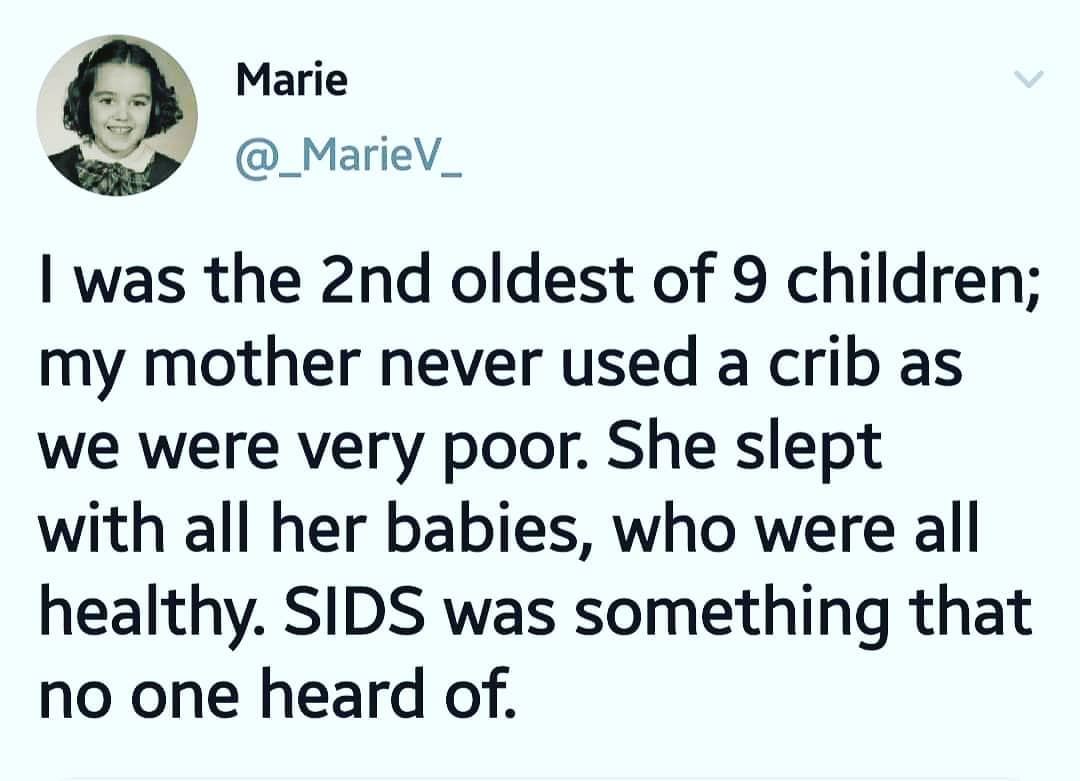 Marie
@_MarieV_
I was the 2nd oldest of 9 children;
my mother never used a crib as
we were very poor. She slept
with all her babies, who were all
healthy. SIDS was something that
no one heard of.